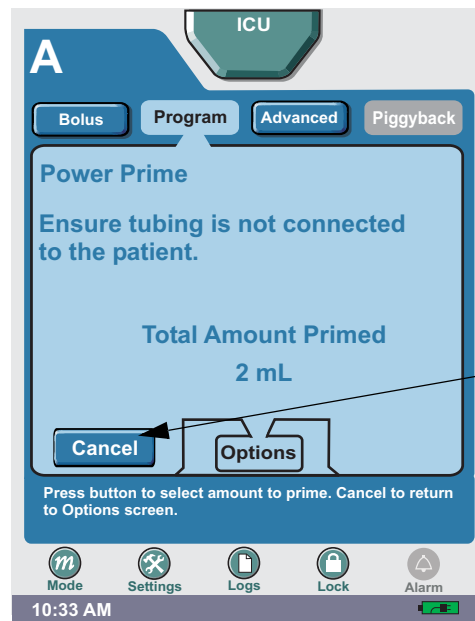 ICU
A
Bolus
Program
Advanced
Piggyback
Power Prime
Ensure tubing is not connected
to the patient.
Total Amount Primed
2 mL
Cancel
Options
Press button to select amount to prime. Cancel to return
to Options screen.
m
Mode
Settings
Logs
Lock
Alarm
10:33 AM